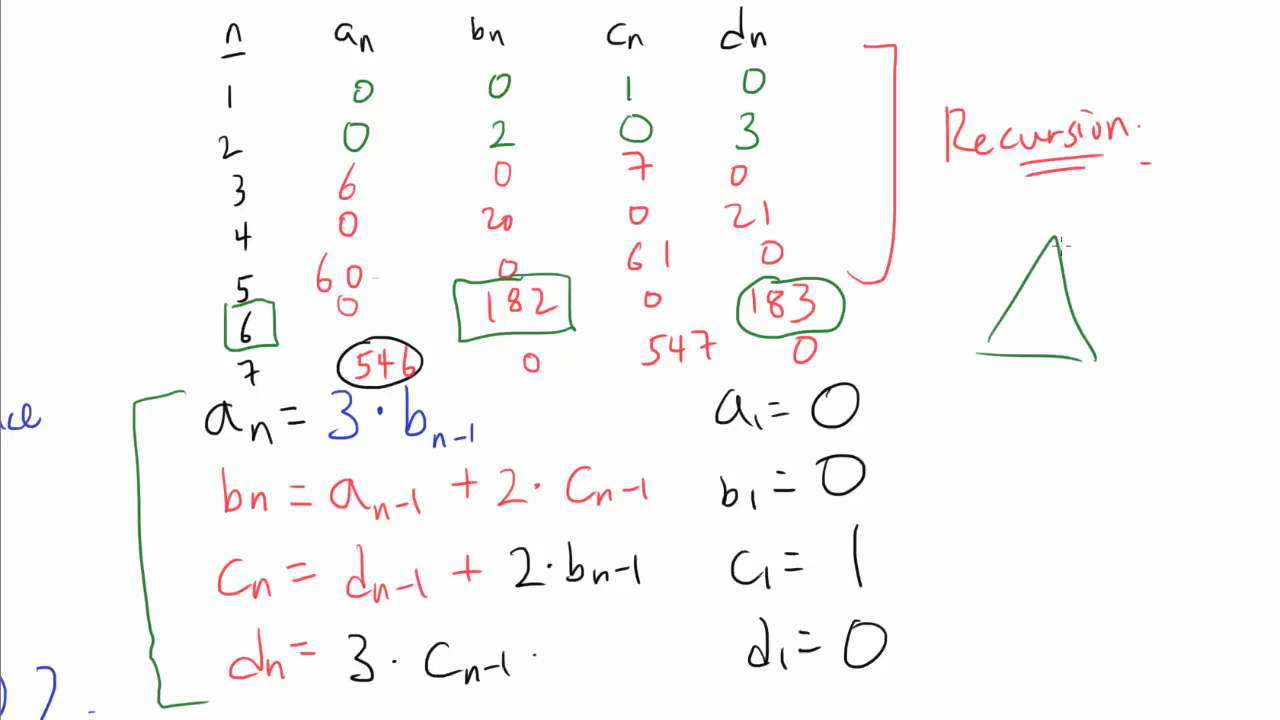 n an bn cn dn
1 0 0 1 0
2 0 2 0 3
3 6 0 7 0
4 0 20 0 21
5 60 0 61 0
6 0 182 0 183
7 546 0 547 0
Recursion.
an = 3 · bn-1
a1 = 0
bn = an-1 + 2 · cn-1
b1 = 0
cn = dn-1 + 2 · bn-1
c1 = 1
dn = 3 · cn-1 .
d1 = 0